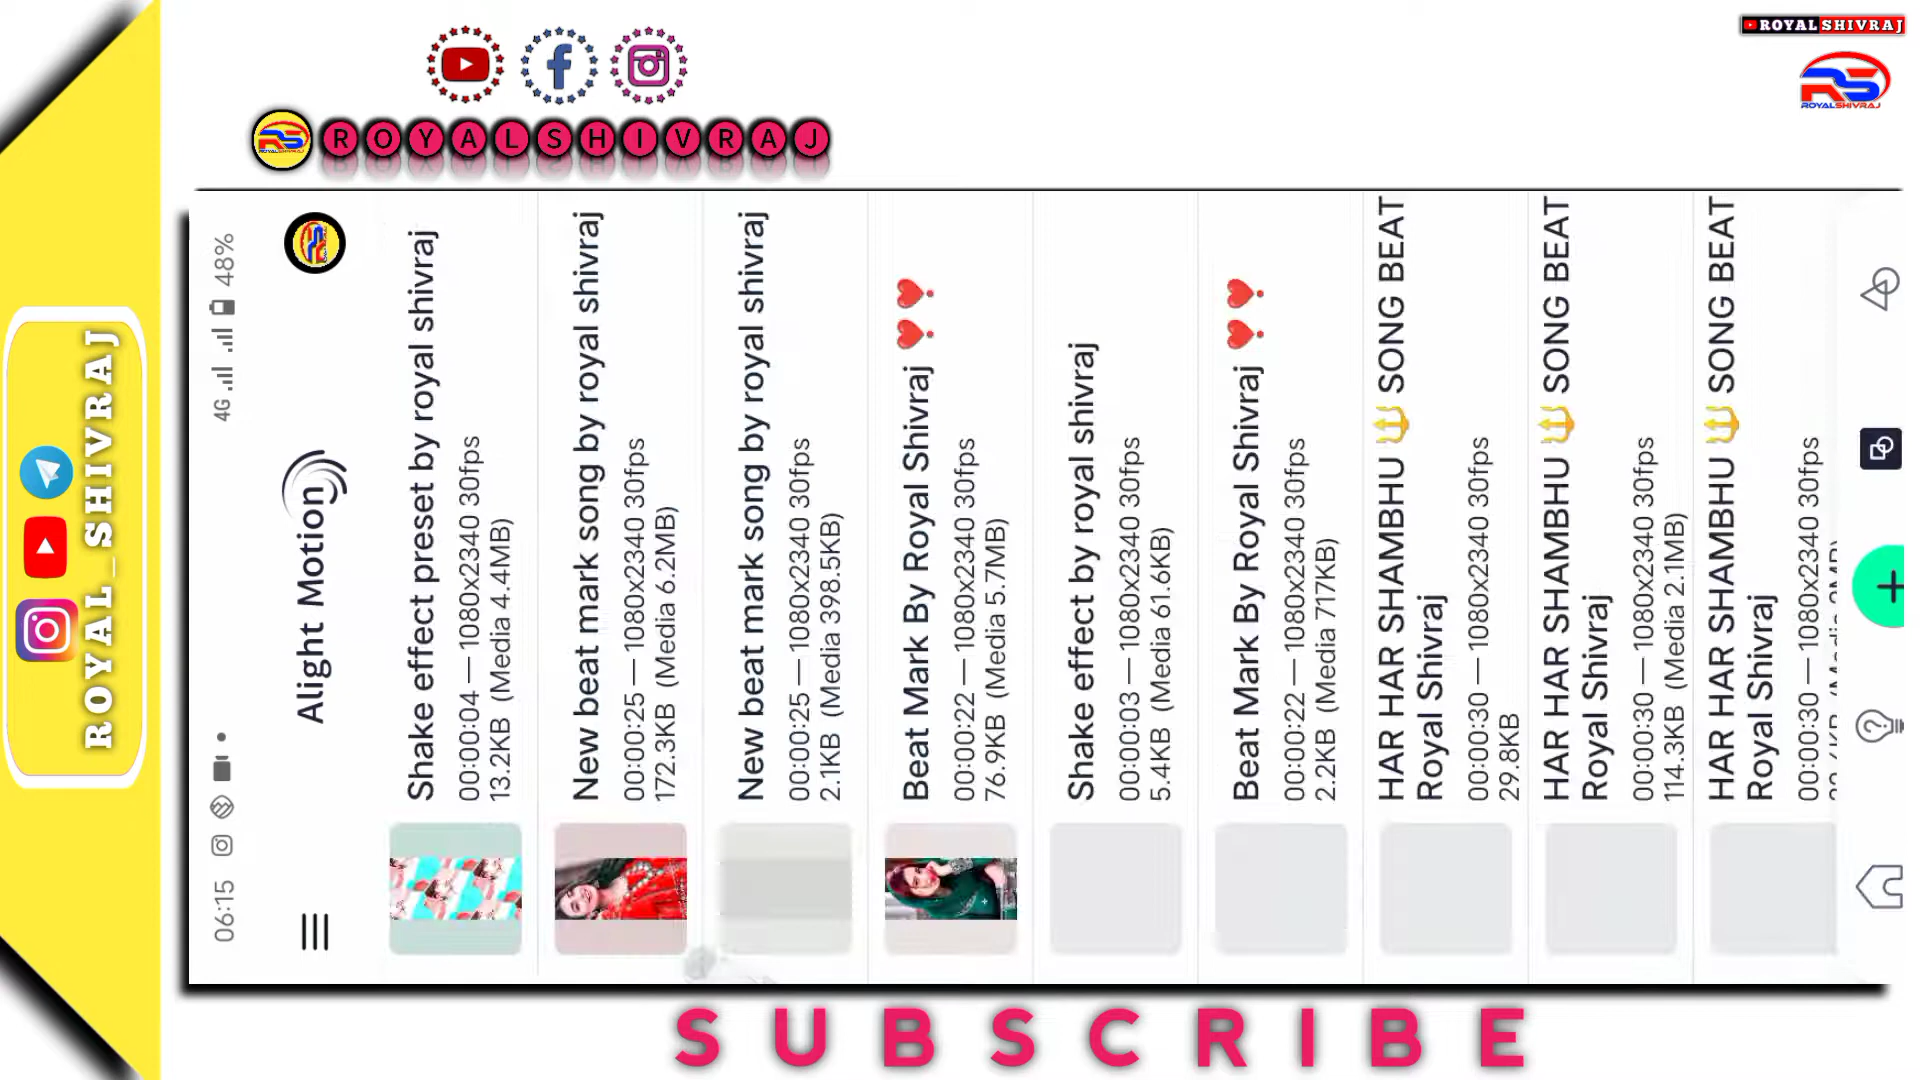 ROYAL SHIVRAJ
ROYALSHIVRAJ
ROYALSHIVRAJ
ROYAL_SHIVRAJ
06:15
4G
48%
Alight Motion
Shake effect preset by royal shivraj
00:00:04 — 1080x2340 30fps
13.2KB (Media 4.4MB)
New beat mark song by royal shivraj
00:00:25 — 1080x2340 30fps
172.3KB (Media 6.2MB)
New beat mark song by royal shivraj
00:00:25 — 1080x2340 30fps
2.1KB (Media 398.5KB)
Beat Mark By Royal Shivraj ❣️❣️
00:00:22 — 1080x2340 30fps
76.9KB (Media 5.7MB)
Shake effect by royal shivraj
00:00:03 — 1080x2340 30fps
5.4KB (Media 61.6KB)
Beat Mark By Royal Shivraj ❣️❣️
00:00:22 — 1080x2340 30fps
2.2KB (Media 717KB)
HAR HAR SHAMBHU 🔱 SONG BEAT
Royal Shivraj
00:00:30 — 1080x2340 30fps
29.8KB
HAR HAR SHAMBHU 🔱 SONG BEAT
Royal Shivraj
00:00:30 — 1080x2340 30fps
114.3KB (Media 2.1MB)
HAR HAR SHAMBHU 🔱 SONG BEAT
Royal Shivraj
00:00:30 — 1080x2340 30fps
SUBSCRIBE